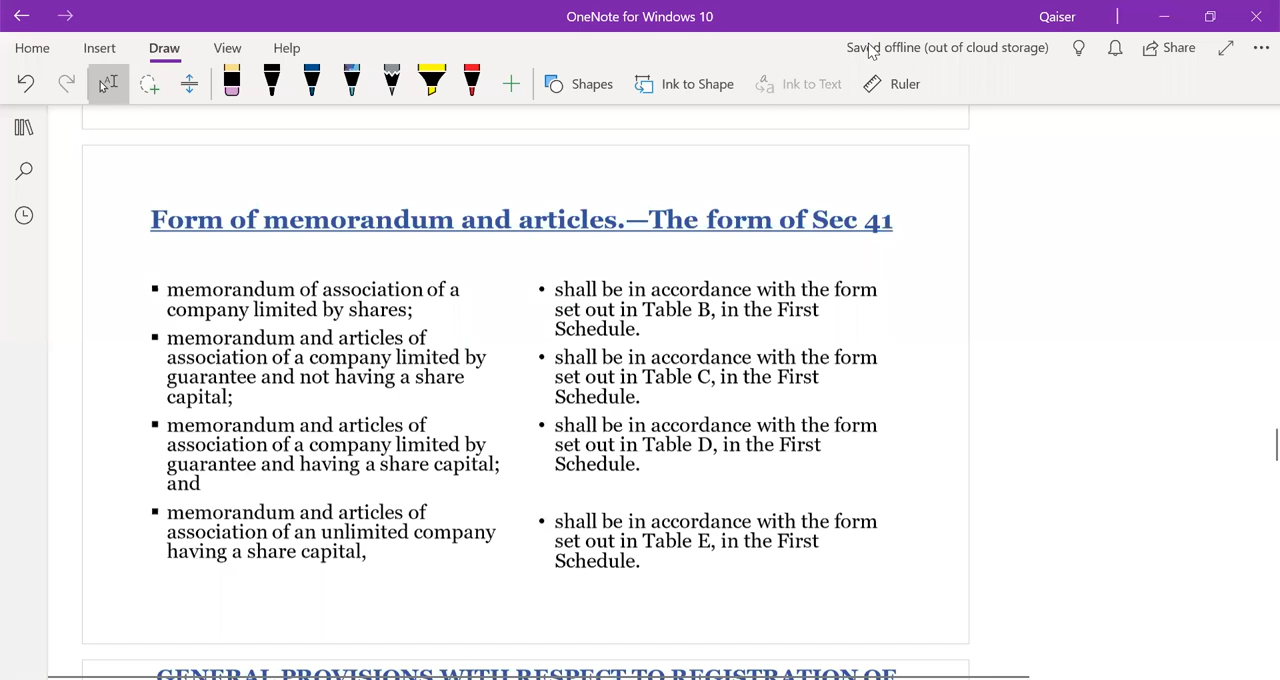 OneNote for Windows 10
Qaiser
Home Insert Draw View Help
Saved offline (out of cloud storage)
Share
Shapes
Ink to Shape
Ink to Text
Ruler
Form of memorandum and articles.—The form of Sec 41
▪ memorandum of association of a
company limited by shares;
▪ memorandum and articles of
association of a company limited by
guarantee and not having a share
capital;
▪ memorandum and articles of
association of a company limited by
guarantee and having a share capital;
and
▪ memorandum and articles of
association of an unlimited company
having a share capital,
• shall be in accordance with the form
set out in Table B, in the First
Schedule.
• shall be in accordance with the form
set out in Table C, in the First
Schedule.
• shall be in accordance with the form
set out in Table D, in the First
Schedule.
• shall be in accordance with the form
set out in Table E, in the First
Schedule.
GENERAL PROVISIONS WITH RESPECT TO REGISTRATION OF